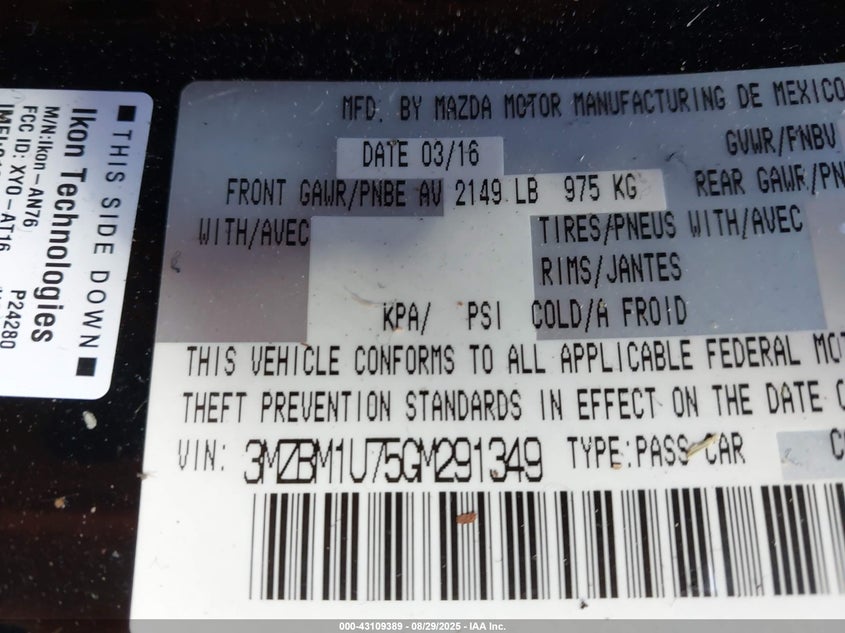 MFD. BY MAZDA MOTOR MANUFACTURING DE MEXICO
DATE 03/16
GVWR/PNBV
FRONT GAWR/PNBE AV 2149 LB 975 KG
REAR GAWR/PN
WITH/AVEC
TIRES/PNEUS WITH/AVEC
RIMS/JANTES
KPA/ PSI COLD/A FROID
THIS VEHICLE CONFORMS TO ALL APPLICABLE FEDERAL MOT
THEFT PREVENTION STANDARDS IN EFFECT ON THE DATE O
VIN: 3MZBM1U75GM291349 TYPE:PASS CAR
■ THIS SIDE DOWN ■
Ikon Technologies
M/N:Ikon-AN76
FCC ID: XYO-AT16 P24280
000-43109389 - 08/29/2025 - IAA Inc.